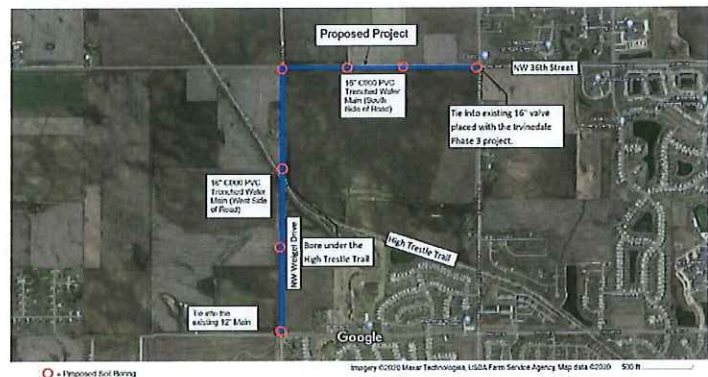 Proposed Project
NW 36th Street
16" C900 PVC
Trenched Water
Main (South
Side of Road)
Tie into existing 16" valve
placed with the Irvinedale
Phase 3 project.
16" C900 PVC
Trenched Water
Main (West Side
of Road)
NW Weigel Drive
Bore under the
High Trestle Trail
High Trestle Trail
Tie into the
existing 12" Main
Google
= Proposed Soil Boring
Imagery ©2020 Maxar Technologies, USDA Farm Service Agency, Map data ©2020 500 ft